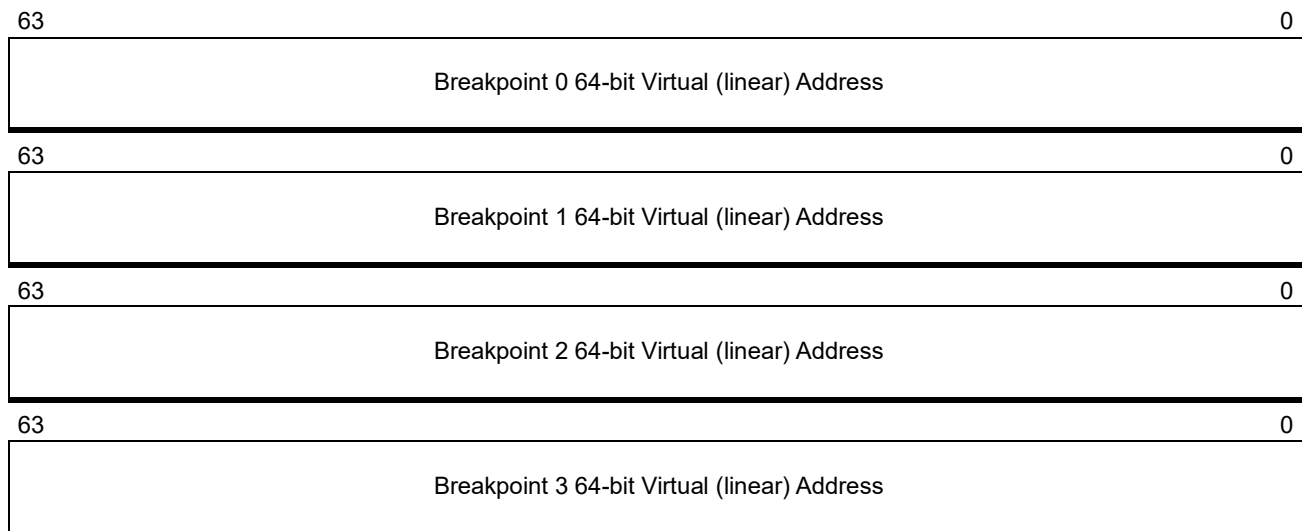 63 0
Breakpoint 0 64-bit Virtual (linear) Address
63 0
Breakpoint 1 64-bit Virtual (linear) Address
63 0
Breakpoint 2 64-bit Virtual (linear) Address
63 0
Breakpoint 3 64-bit Virtual (linear) Address